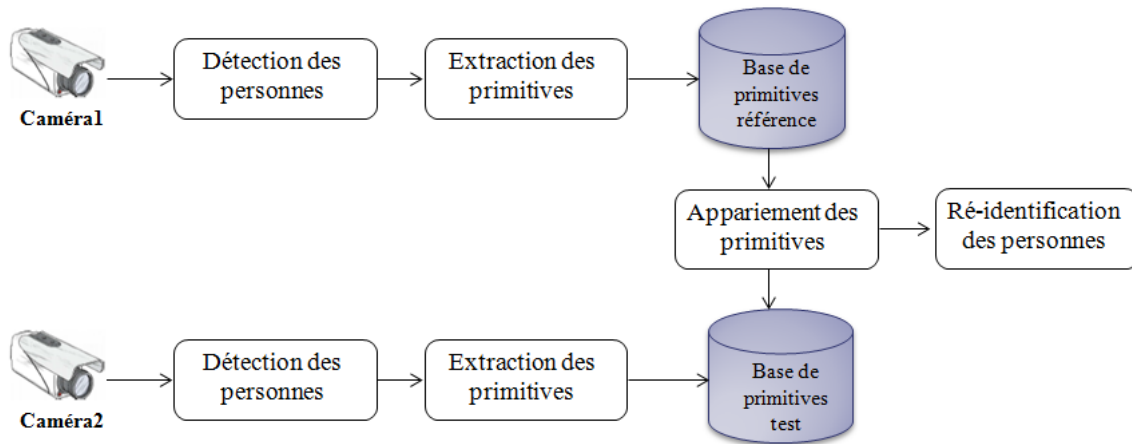 Caméra1
Détection des
personnes
Extraction des
primitives
Base de
primitives
référence
Appariement des
primitives
Ré-identification
des personnes
Caméra2
Détection des
personnes
Extraction des
primitives
Base de
primitives
test